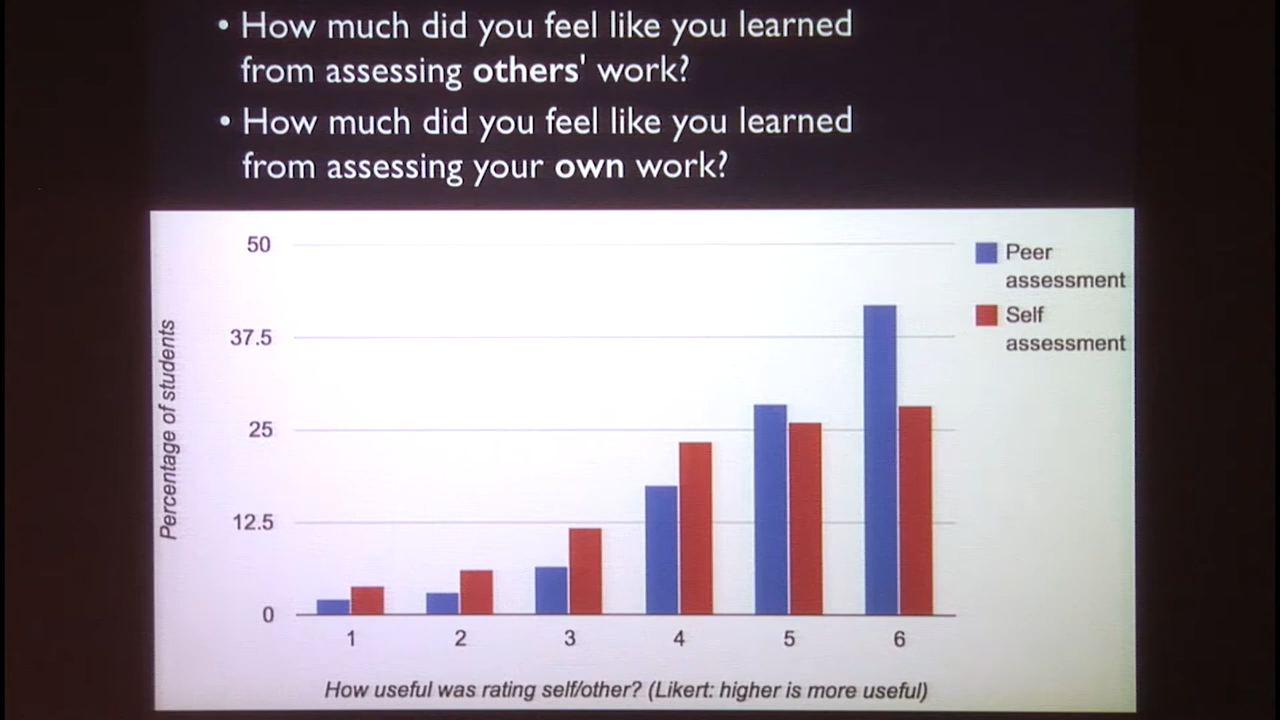 • How much did you feel like you learned
from assessing others' work?
• How much did you feel like you learned
from assessing your own work?
50
37.5
25
12.5
0
Percentage of students
Peer
assessment
Self
assessment
1 2 3 4 5 6
How useful was rating self/other? (Likert: higher is more useful)